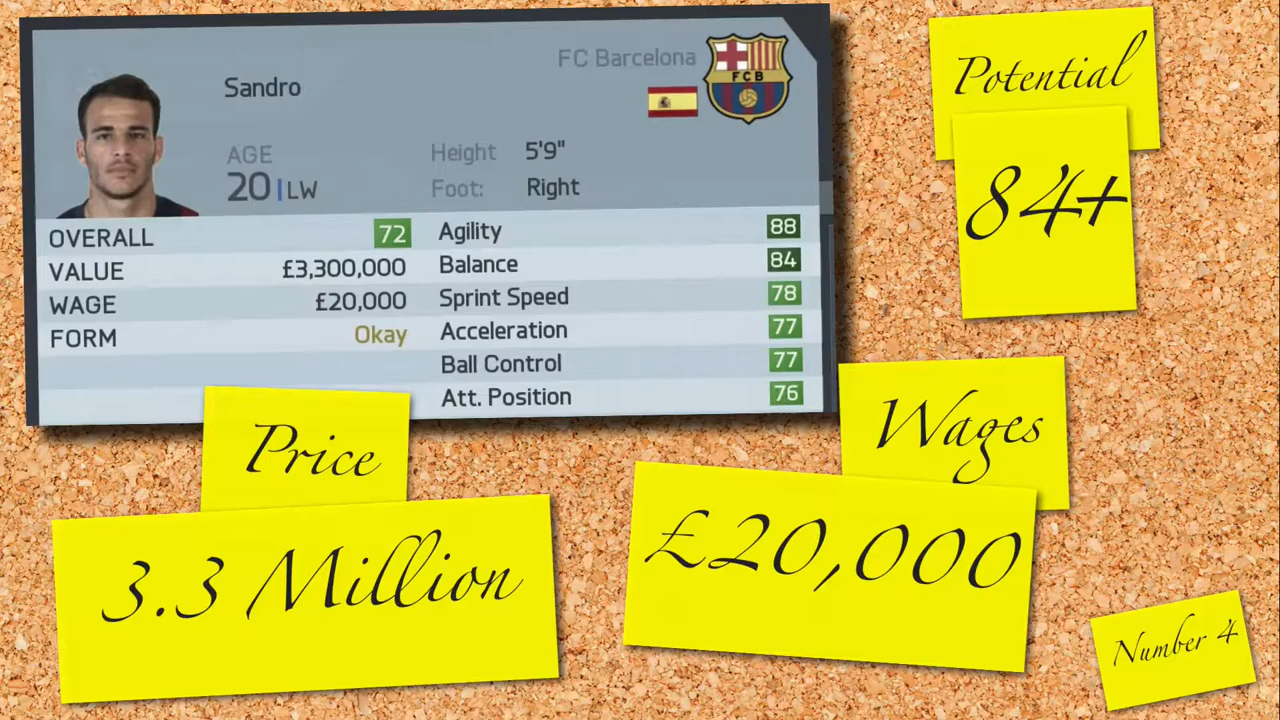 FC Barcelona
FCB
Sandro
AGE
20 | LW
Height 5'9"
Foot: Right
OVERALL 72
VALUE £3,300,000
WAGE £20,000
FORM Okay
Agility 88
Balance 84
Sprint Speed 78
Acceleration 77
Ball Control 77
Att. Position 76
Potential
84+
Price
3.3 Million
Wages
£20,000
Number 4